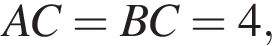 AC = BC = 4,